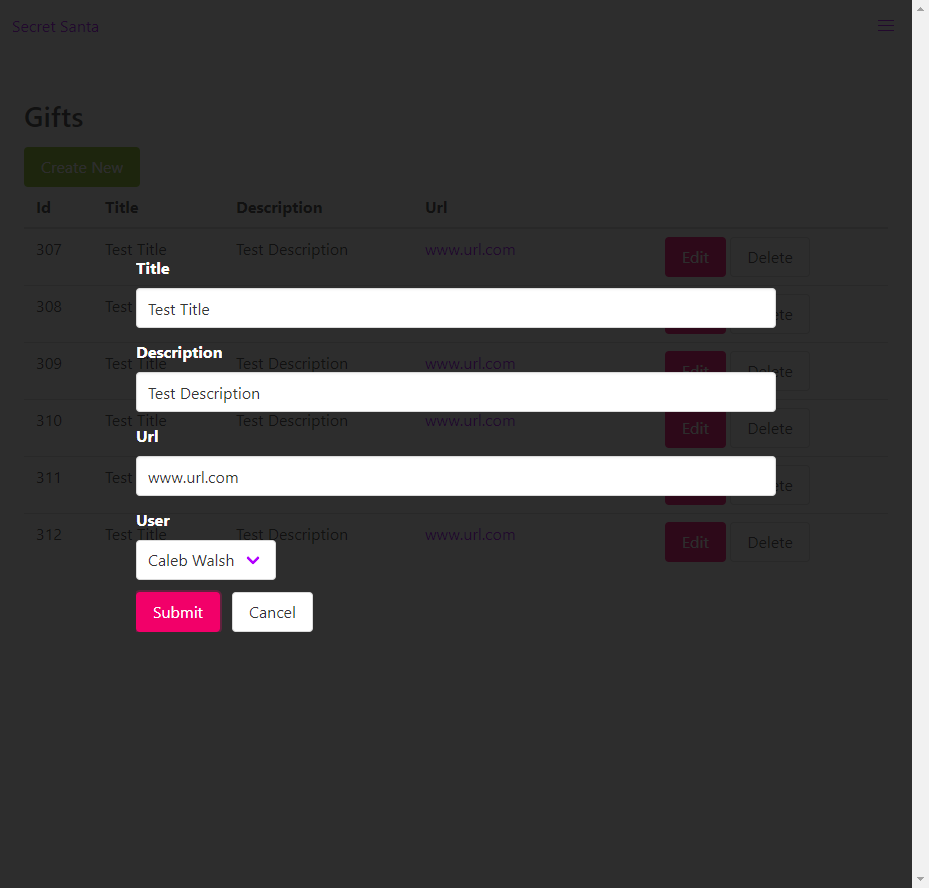 Secret Santa
Gifts
Create New
Id Title Description Url
307 Test Title Test Description www.url.com Edit Delete
Title
308 Test
Test Title
Description
309 Test Title Test Description www.url.com Edit Delete
Test Description
310 Test Title Test Description www.url.com Edit Delete
Url
311 Test
www.url.com
User
312 Test Title Test Description www.url.com Edit Delete
Caleb Walsh
Submit Cancel